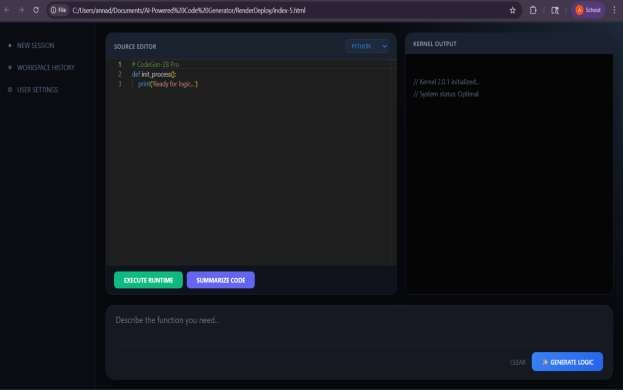 File C:/Users/annad/Documents/AI-Powered%20Code%20Generator/RenderDeploy/index-5.html
School
NEW SESSION
WORKSPACE HISTORY
USER SETTINGS
SOURCE EDITOR
PYTHON
1 # CodeGen-2B Pro
2 def init_process():
3 print('Ready for logic...')
EXECUTE RUNTIME
SUMMARIZE CODE
KERNEL OUTPUT
// Kernel 2.0.1 initialized...
// System status: Optimal
Describe the function you need...
CLEAR
✨ GENERATE LOGIC